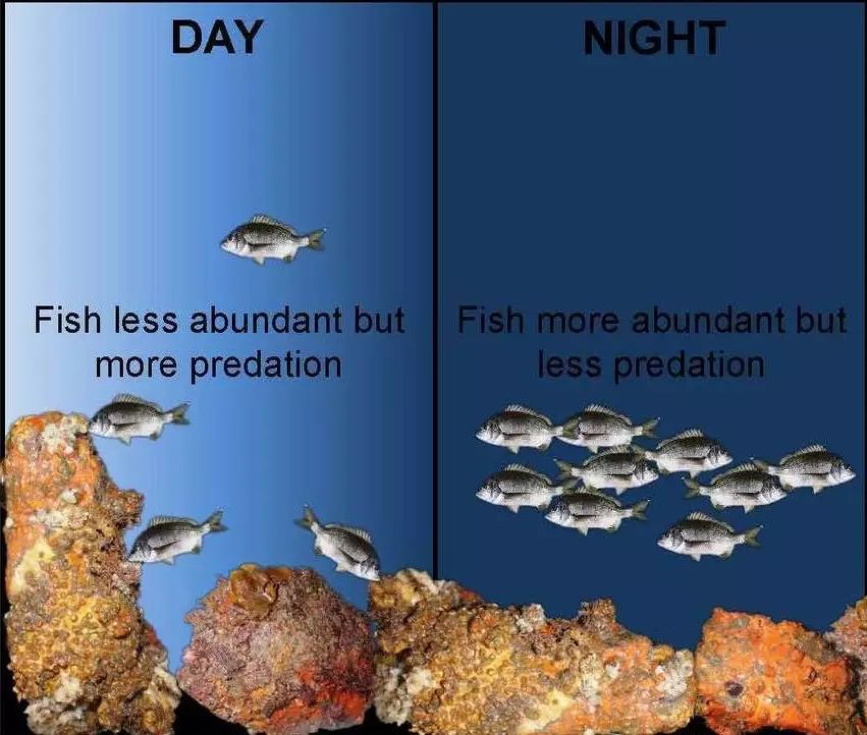 DAY
Fish less abundant but
more predation
NIGHT
Fish more abundant but
less predation